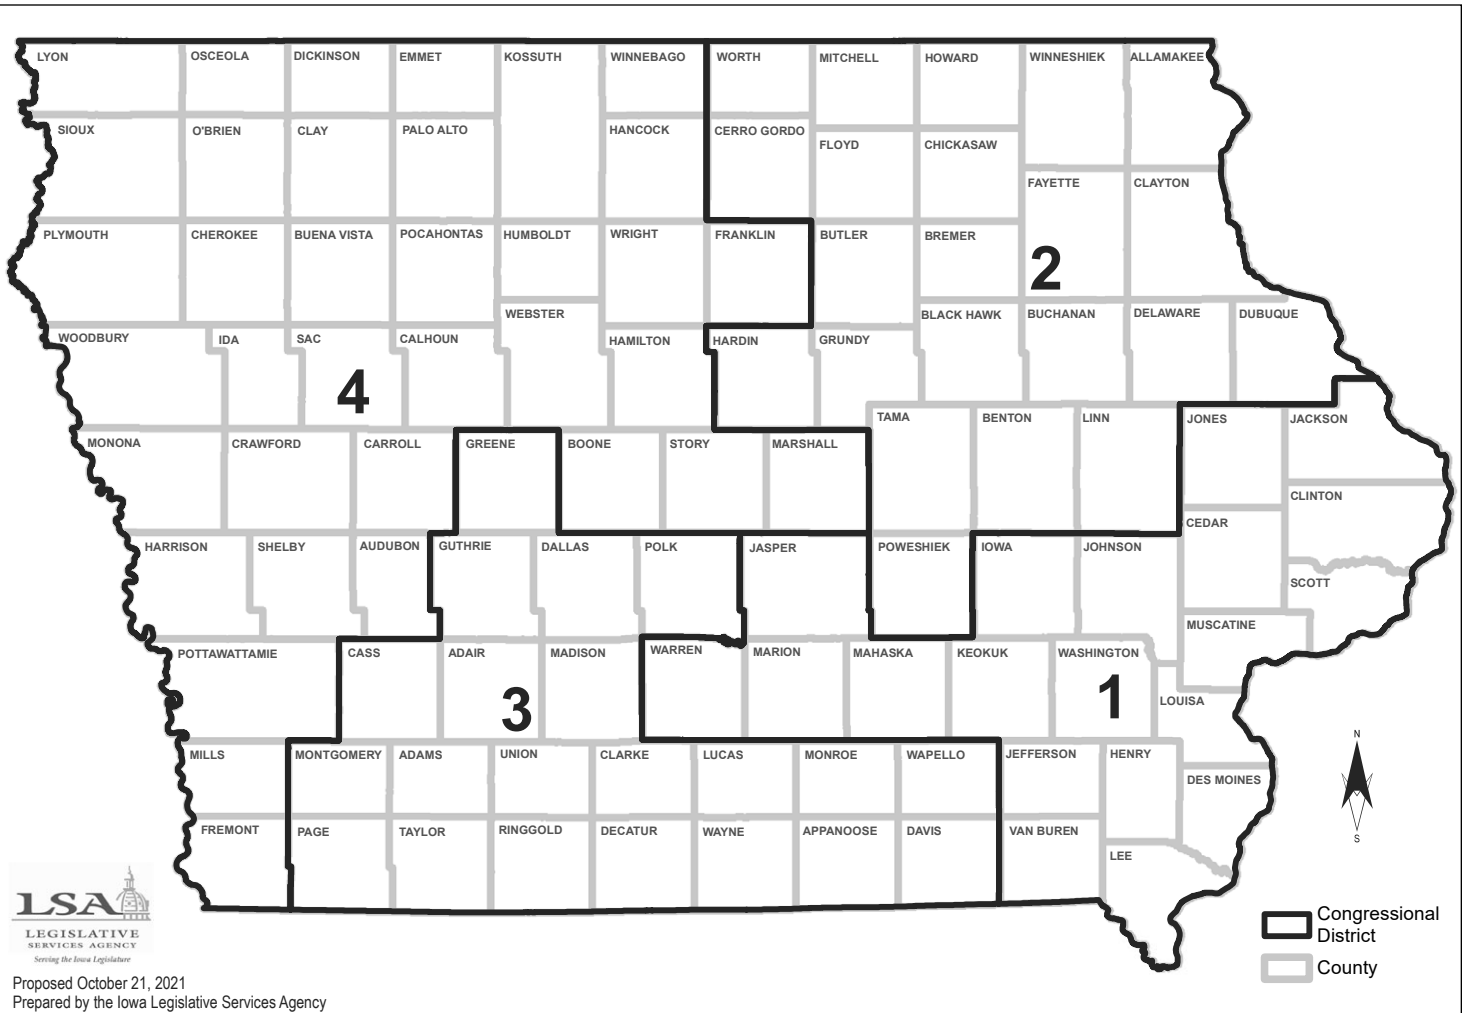 LYON OSCEOLA DICKINSON EMMET KOSSUTH WINNEBAGO WORTH MITCHELL HOWARD WINNESHIEK ALLAMAKEE
SIOUX O'BRIEN CLAY PALO ALTO HANCOCK CERRO GORDO
FLOYD CHICKASAW
FAYETTE CLAYTON
PLYMOUTH CHEROKEE BUENA VISTA POCAHONTAS HUMBOLDT WRIGHT FRANKLIN BUTLER BREMER
2
WEBSTER BLACK HAWK BUCHANAN DELAWARE DUBUQUE
WOODBURY IDA SAC CALHOUN HAMILTON HARDIN GRUNDY
4
TAMA BENTON LINN JONES JACKSON
MONONA CRAWFORD CARROLL GREENE BOONE STORY MARSHALL
CLINTON
CEDAR
HARRISON SHELBY AUDUBON GUTHRIE DALLAS POLK JASPER POWESHIEK IOWA JOHNSON
SCOTT
MUSCATINE
POTTAWATTAMIE CASS ADAIR MADISON WARREN MARION MAHASKA KEOKUK WASHINGTON
3
1
LOUISA
MILLS MONTGOMERY ADAMS UNION CLARKE LUCAS MONROE WAPELLO JEFFERSON HENRY
DES MOINES
FREMONT PAGE TAYLOR RINGGOLD DECATUR WAYNE APPANOOSE DAVIS VAN BUREN
LEE
N
S
LSA
LEGISLATIVE
SERVICES AGENCY
Serving the Iowa Legislature
Congressional
District
County
Proposed October 21, 2021
Prepared by the Iowa Legislative Services Agency